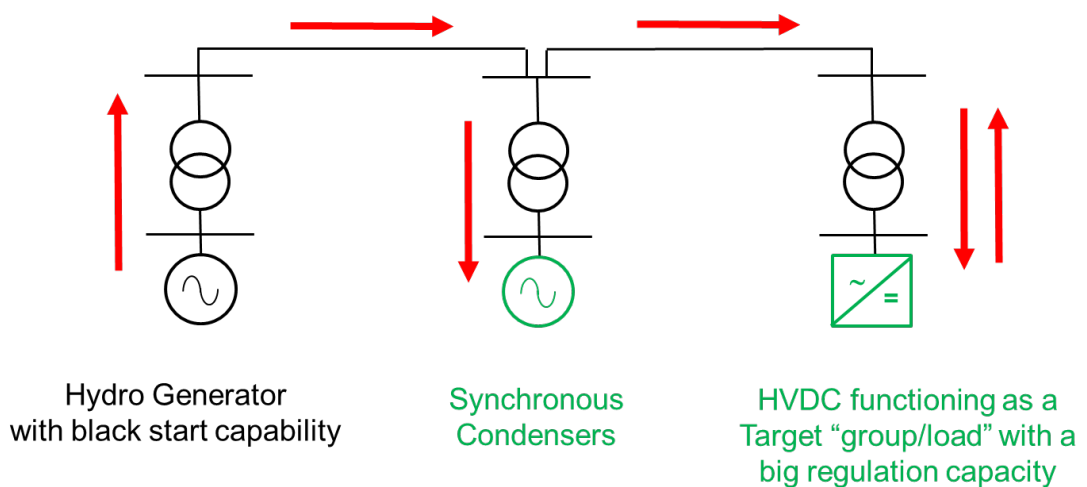 ~
=
Hydro Generator
with black start capability
Synchronous
Condensers
HVDC functioning as a
Target “group/load” with a
big regulation capacity